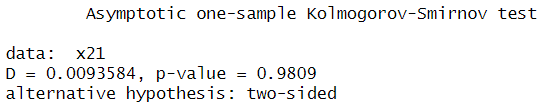 Asymptotic one-sample Kolmogorov-Smirnov test
data: x21
D = 0.0093584, p-value = 0.9809
alternative hypothesis: two-sided